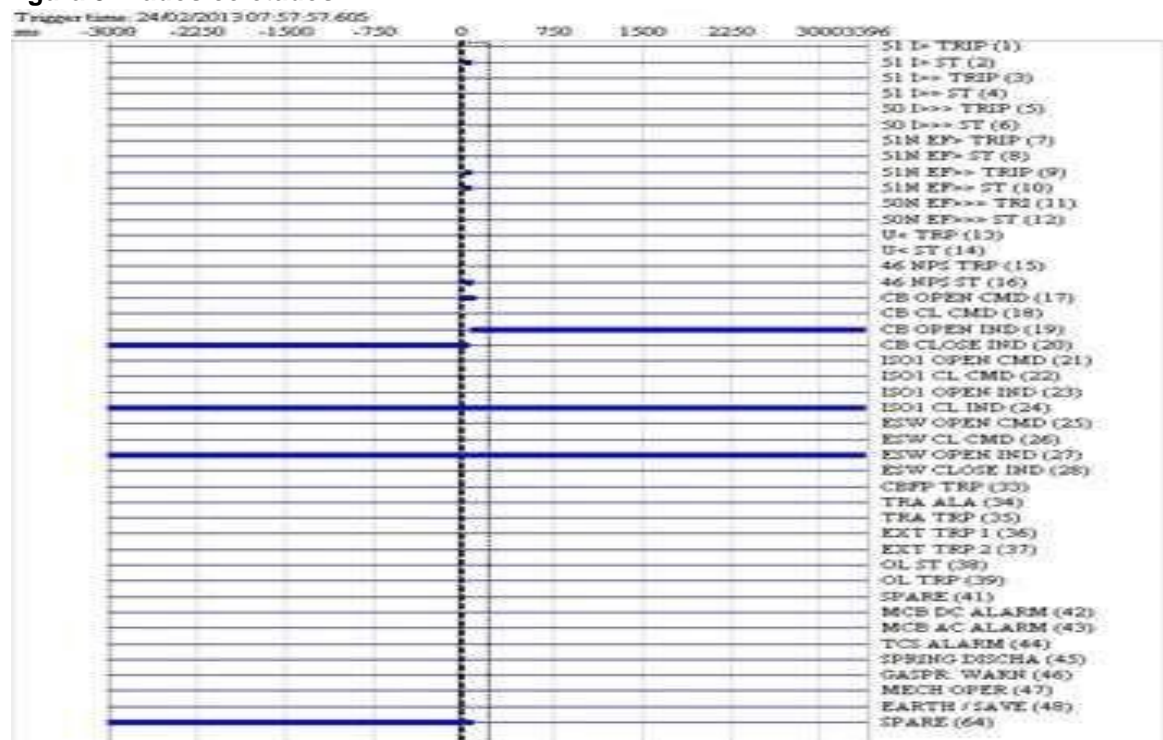 Trigger time: 24/02/2013 07:57:57.605
ms -3000 -2250 -1500 -750 0 750 1500 2250 30003396
51 I> TRIP (1)
51 I> ST (2)
51 I>> TRIP (3)
51 I>> ST (4)
50 I>>> TRIP (5)
50 I>>> ST (6)
51N EF> TRIP (7)
51N EF> ST (8)
51N EF>> TRIP (9)
51N EF>> ST (10)
50N EF>>> TRI (11)
50N EF>>> ST (12)
U< TRP (13)
U< ST (14)
46 NPS TRP (15)
46 NPS ST (16)
CB OPEN CMD (17)
CB CL CMD (18)
CB OPEN IND (19)
CB CLOSE IND (20)
ISO1 OPEN CMD (21)
ISO1 CL CMD (22)
ISO1 OPEN IND (23)
ISO1 CL IND (24)
ESW OPEN CMD (25)
ESW CL CMD (26)
ESW OPEN IND (27)
ESW CLOSE IND (28)
CBFP TRP (33)
TRA ALA (34)
TRA TRP (35)
EXT TRP 1 (36)
EXT TRP 2 (37)
OL ST (38)
OL TRP (39)
SPARE (41)
MCB DC ALARM (42)
MCB AC ALARM (43)
TCS ALARM (44)
SPRING DISCHA (45)
GASPR. WARN (46)
MECH OPER (47)
EARTH / SAVE (48)
SPARE (64)